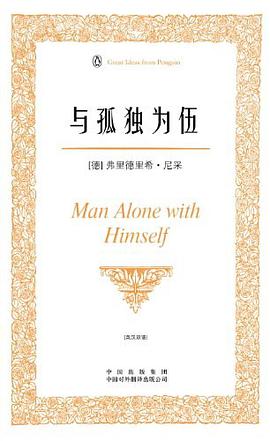 Great Ideas from Penguin
与孤独为伍
[德] 弗里德里希·尼采
Man Alone with
Himself
[英汉双语]
中国出版集团
中国对外翻译出版公司